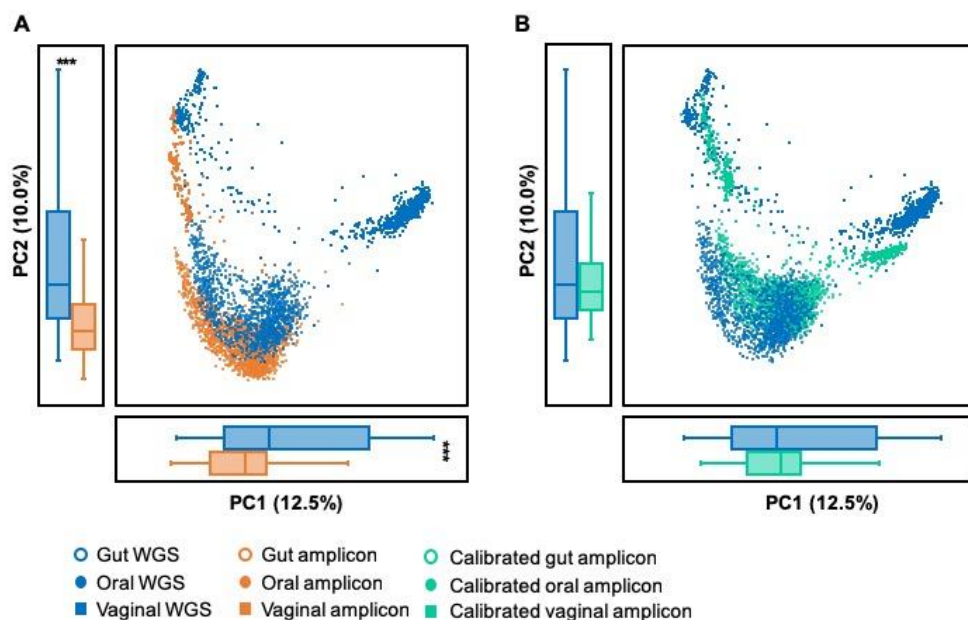 A
B
***
PC2 (10.0%)
PC2 (10.0%)
***
PC1 (12.5%)
PC1 (12.5%)
Gut WGS
Gut amplicon
Calibrated gut amplicon
Oral WGS
Oral amplicon
Calibrated oral amplicon
Vaginal WGS
Vaginal amplicon
Calibrated vaginal amplicon